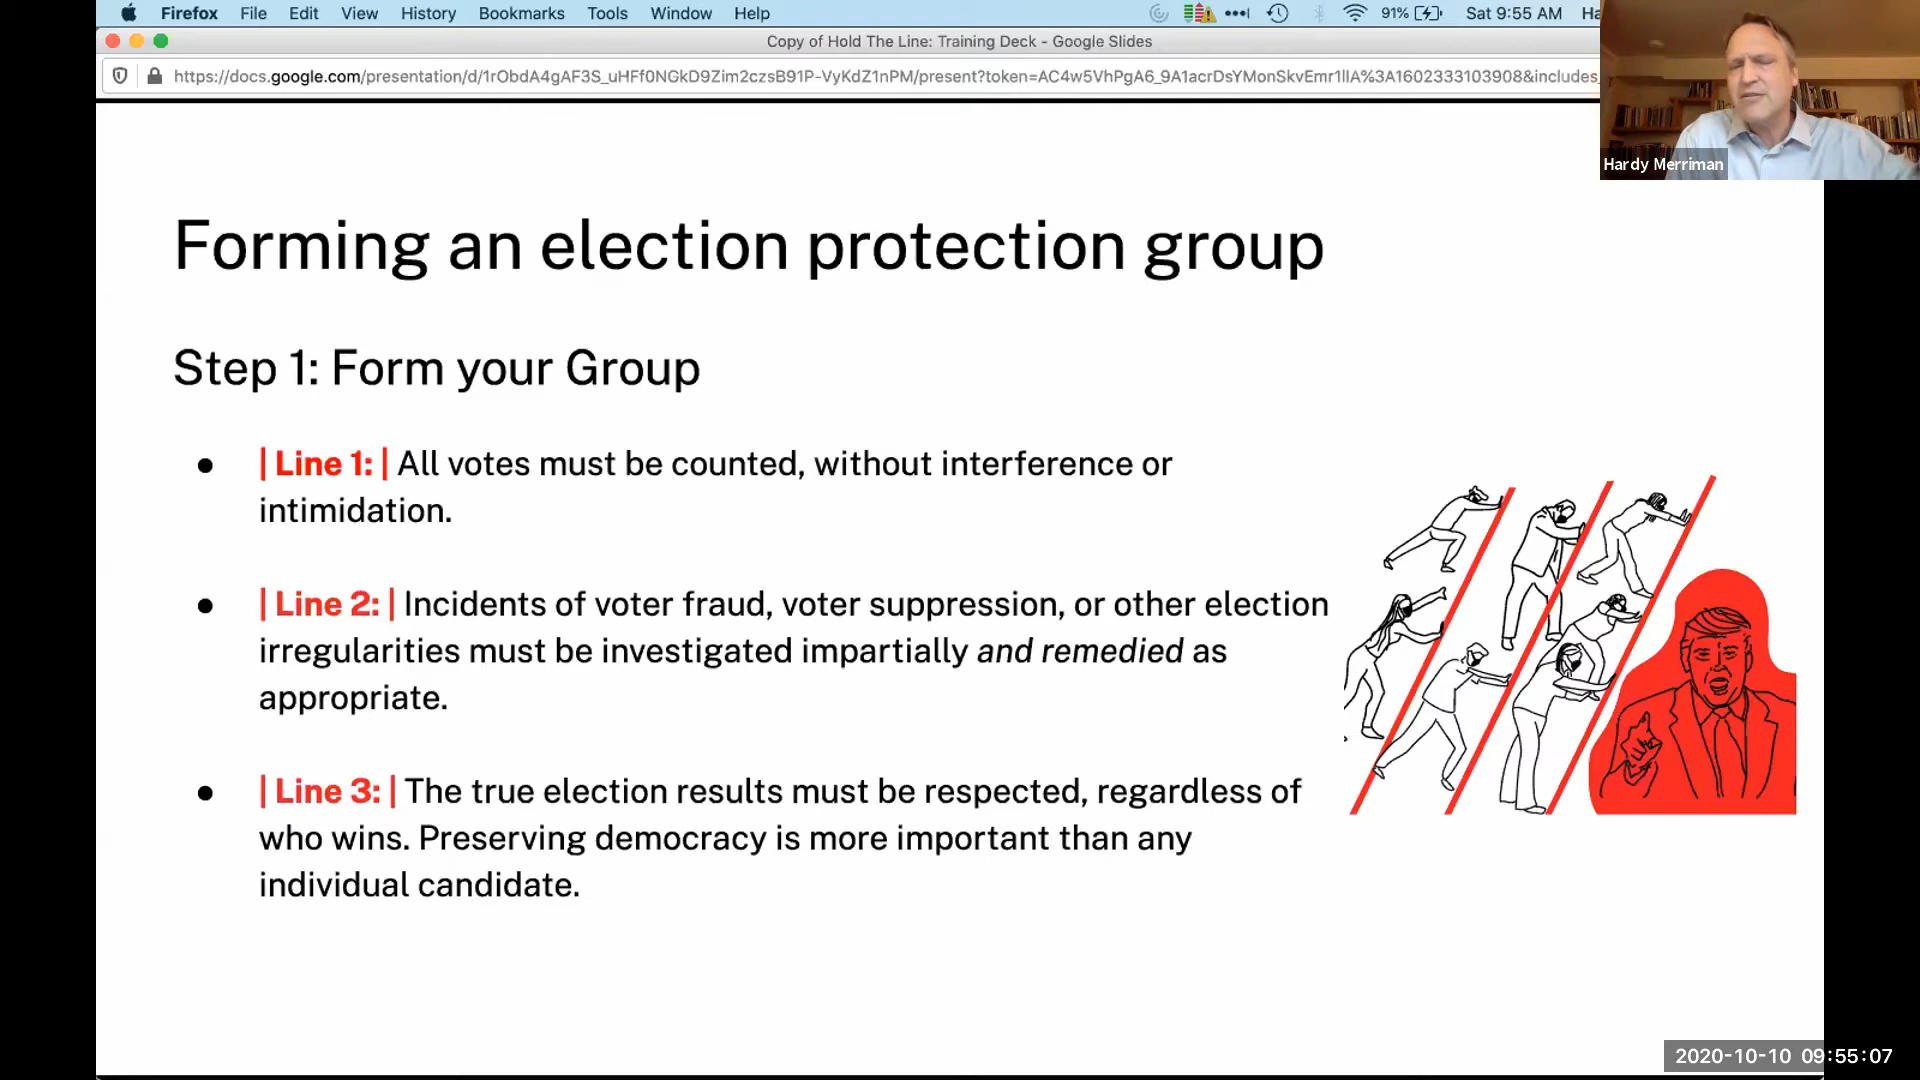 Firefox File Edit View History Bookmarks Tools Window Help 91% Sat 9:55 AM Ha
Copy of Hold The Line: Training Deck - Google Slides
https://docs.google.com/presentation/d/1rObdA4gAF3S_uHFf0NGkD9Zim2czsB91P-VyKdZ1nPM/present?token=AC4w5VhPgA6_9A1acrDsYMonSkvEmr1lIA%3A1602333103908&includes_
Hardy Merriman
Forming an election protection group
Step 1: Form your Group
● | Line 1: | All votes must be counted, without interference or
intimidation.
● | Line 2: | Incidents of voter fraud, voter suppression, or other election
irregularities must be investigated impartially and remedied as
appropriate.
● | Line 3: | The true election results must be respected, regardless of
who wins. Preserving democracy is more important than any
individual candidate.
2020-10-10 09:55:07